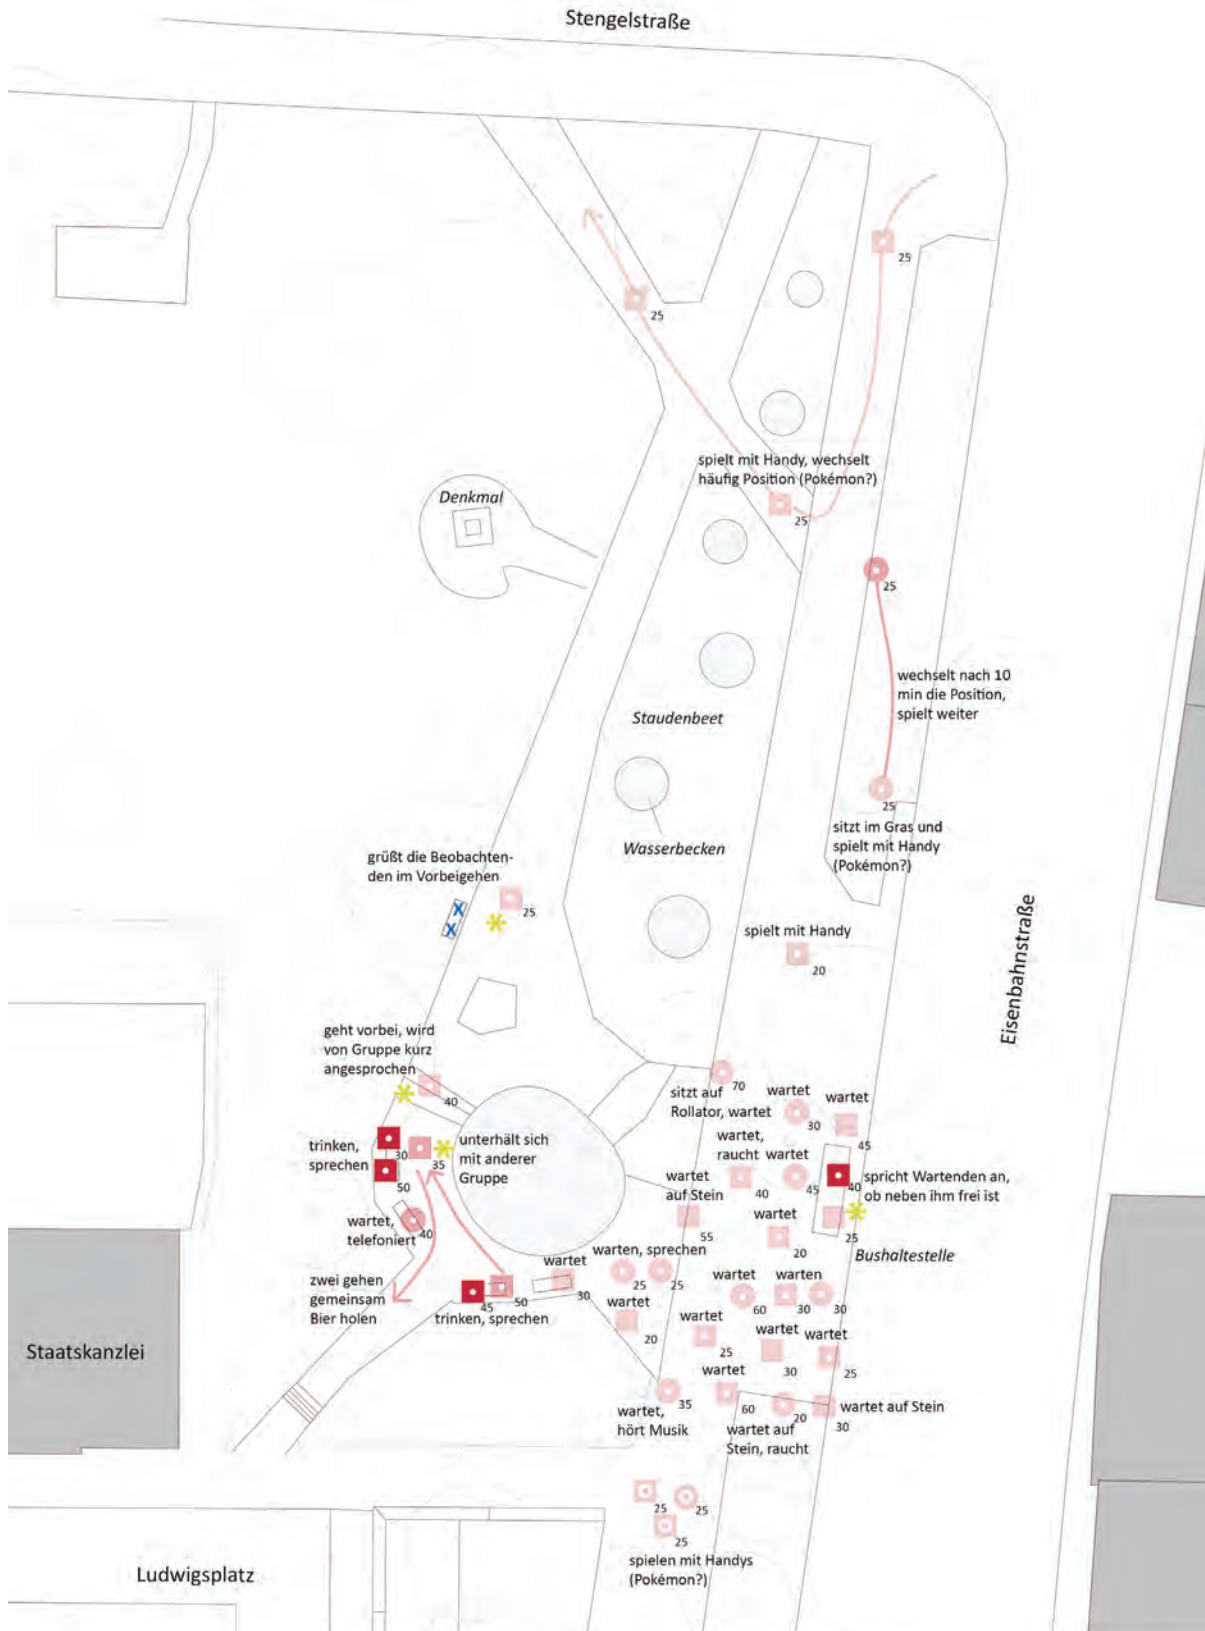 Stengelstraße
25
25
spielt mit Handy, wechselt
häufig Position (Pokémon?)
25
Denkmal
25
wechselt nach 10
min die Position,
spielt weiter
Staudenbeet
25
sitzt im Gras und
spielt mit Handy
(Pokémon?)
Wasserbecken
grüßt die Beobachten-
den im Vorbeigehen
25
X
X
spielt mit Handy
20
Eisenbahnstraße
geht vorbei, wird
von Gruppe kurz
angesprochen
40
70
sitzt auf
Rollator, wartet
wartet
30
wartet
45
trinken,
sprechen
30
50
35
unterhält sich
mit anderer
Gruppe
wartet,
raucht
40
wartet
45
40
spricht Wartenden an,
ob neben ihm frei ist
wartet
auf Stein
55
wartet,
telefoniert
40
wartet
20
25
Bushaltestelle
zwei gehen
gemeinsam
Bier holen
45
50
trinken, sprechen
wartet
30
warten, sprechen
25
25
wartet
60
warten
30
30
wartet
20
wartet
25
wartet
30
wartet
25
Staatskanzlei
wartet,
hört Musik
35
wartet
60
wartet auf
Stein, raucht
20
wartet auf Stein
30
25
25
25
spielen mit Handys
(Pokémon?)
Ludwigsplatz